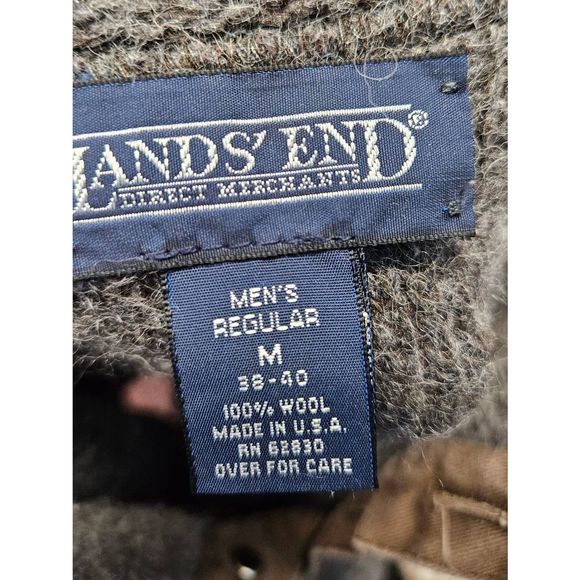 LANDS' END®
DIRECT MERCHANTS
MEN'S
REGULAR
M
38-40
100% WOOL
MADE IN U.S.A.
RN 62830
OVER FOR CARE